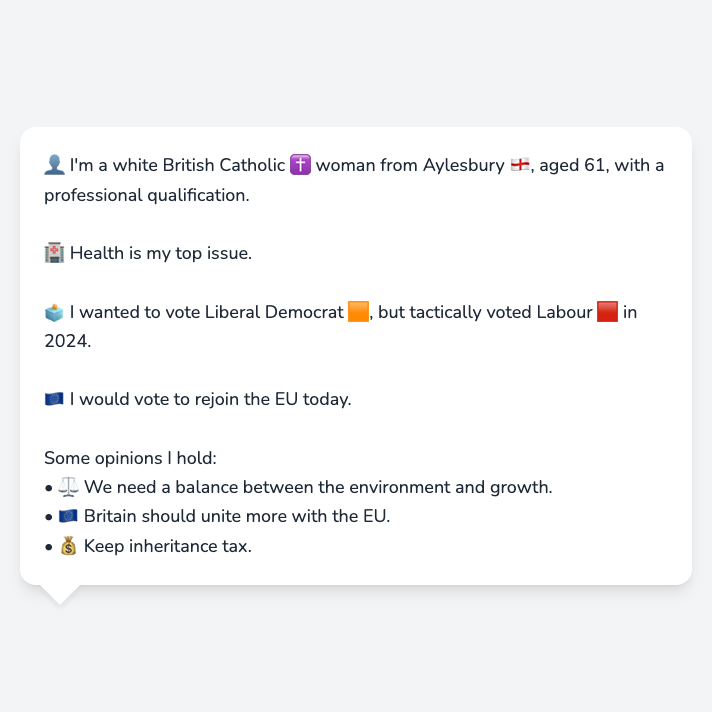 👤 I'm a white British Catholic ✝️ woman from Aylesbury 🏴󠁧󠁢󠁥󠁮󠁧󠁿, aged 61, with a
professional qualification.
🏥 Health is my top issue.
🗳️ I wanted to vote Liberal Democrat 🟧, but tactically voted Labour 🟥 in
2024.
🇪🇺 I would vote to rejoin the EU today.
Some opinions I hold:
• ⚖️ We need a balance between the environment and growth.
• 🇪🇺 Britain should unite more with the EU.
• 💰 Keep inheritance tax.